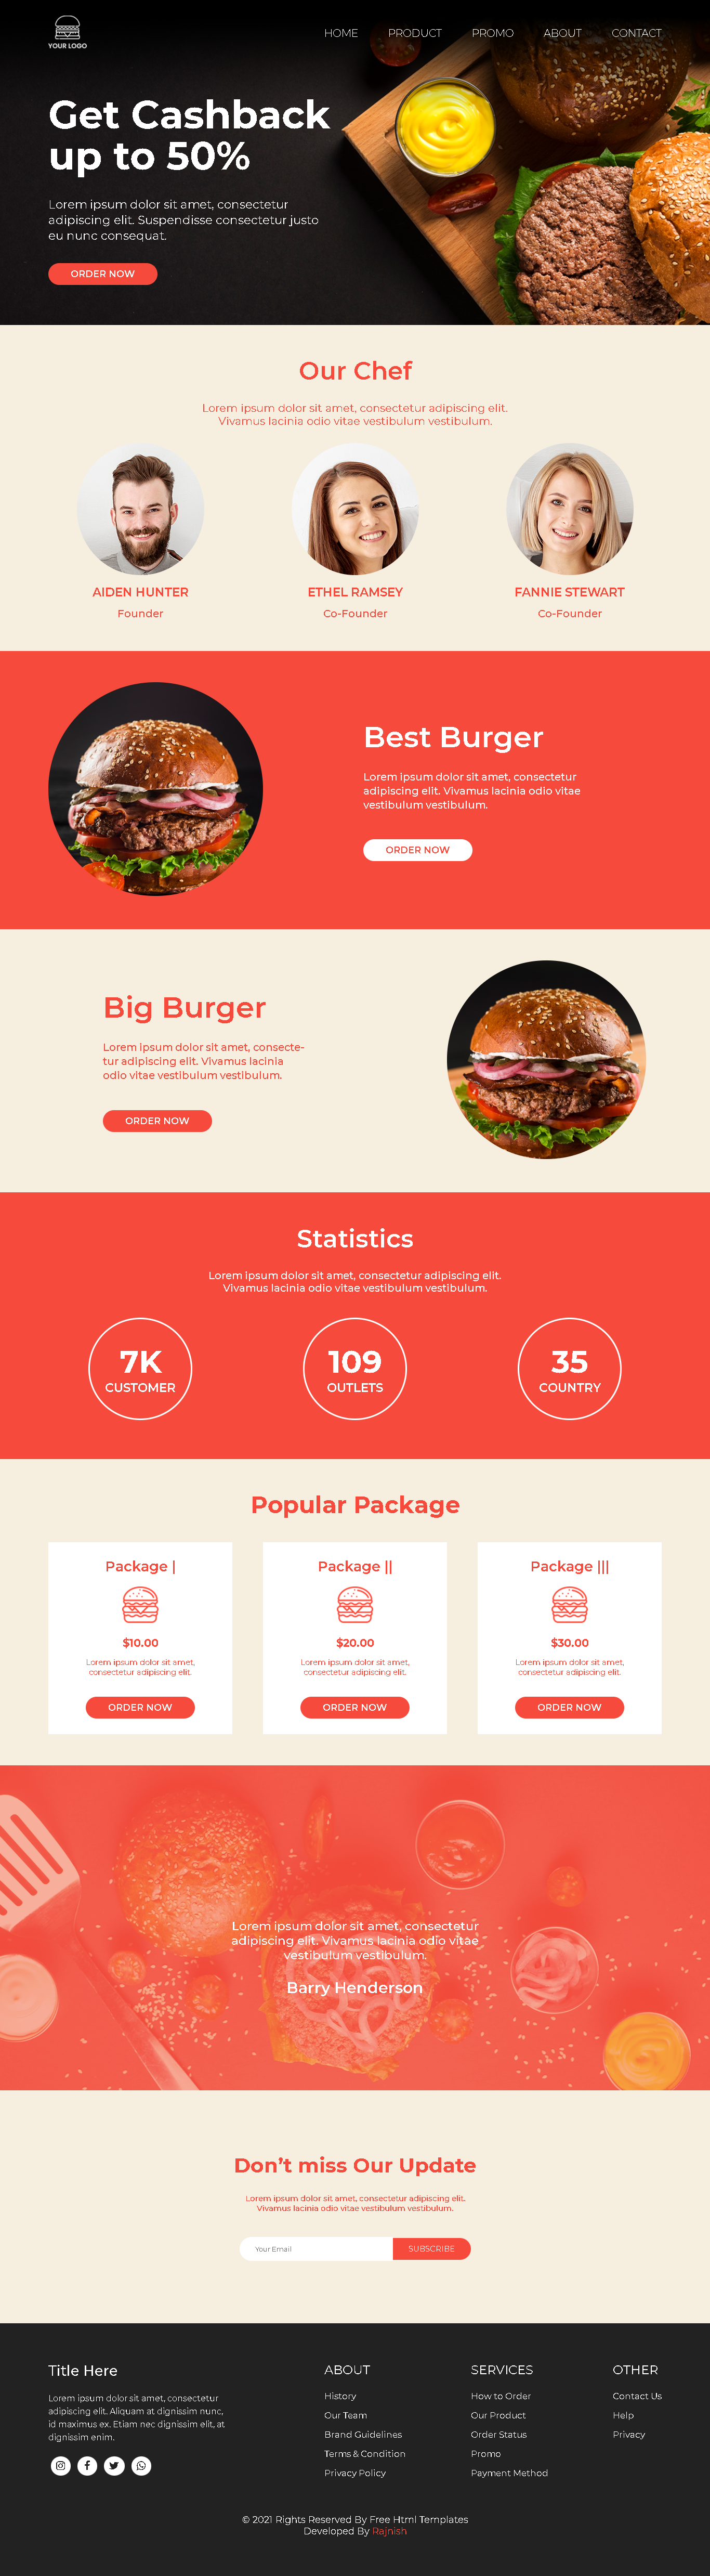 YOUR LOGO
HOME PRODUCT PROMO ABOUT CONTACT
Get Cashback
up to 50%
Lorem ipsum dolor sit amet, consectetur
adipiscing elit. Suspendisse consectetur justo
eu nunc consequat.
ORDER NOW
Our Chef
Lorem ipsum dolor sit amet, consectetur adipiscing elit.
Vivamus lacinia odio vitae vestibulum vestibulum.
AIDEN HUNTER
Founder
ETHEL RAMSEY
Co-Founder
FANNIE STEWART
Co-Founder
Best Burger
Lorem ipsum dolor sit amet, consectetur
adipiscing elit. Vivamus lacinia odio vitae
vestibulum vestibulum.
ORDER NOW
Big Burger
Lorem ipsum dolor sit amet, consecte-
tur adipiscing elit. Vivamus lacinia
odio vitae vestibulum vestibulum.
ORDER NOW
Statistics
Lorem ipsum dolor sit amet, consectetur adipiscing elit.
Vivamus lacinia odio vitae vestibulum vestibulum.
7K
CUSTOMER
109
OUTLETS
35
COUNTRY
Popular Package
Package |
$10.00
Lorem ipsum dolor sit amet,
consectetur adipiscing elit.
ORDER NOW
Package ||
$20.00
Lorem ipsum dolor sit amet,
consectetur adipiscing elit.
ORDER NOW
Package |||
$30.00
Lorem ipsum dolor sit amet,
consectetur adipiscing elit.
ORDER NOW
Lorem ipsum dolor sit amet, consectetur
adipiscing elit. Vivamus lacinia odio vitae
vestibulum vestibulum.
Barry Henderson
Don't miss Our Update
Lorem ipsum dolor sit amet, consectetur adipiscing elit.
Vivamus lacinia odio vitae vestibulum vestibulum.
Your Email
SUBSCRIBE
Title Here
Lorem ipsum dolor sit amet, consectetur
adipiscing elit. Aliquam at dignissim nunc,
id maximus ex. Etiam nec dignissim elit, at
dignissim enim.
ABOUT
History
Our Team
Brand Guidelines
Terms & Condition
Privacy Policy
SERVICES
How to Order
Our Product
Order Status
Promo
Payment Method
OTHER
Contact Us
Help
Privacy
© 2021 Rights Reserved By Free Html Templates
Developed By Rajnish